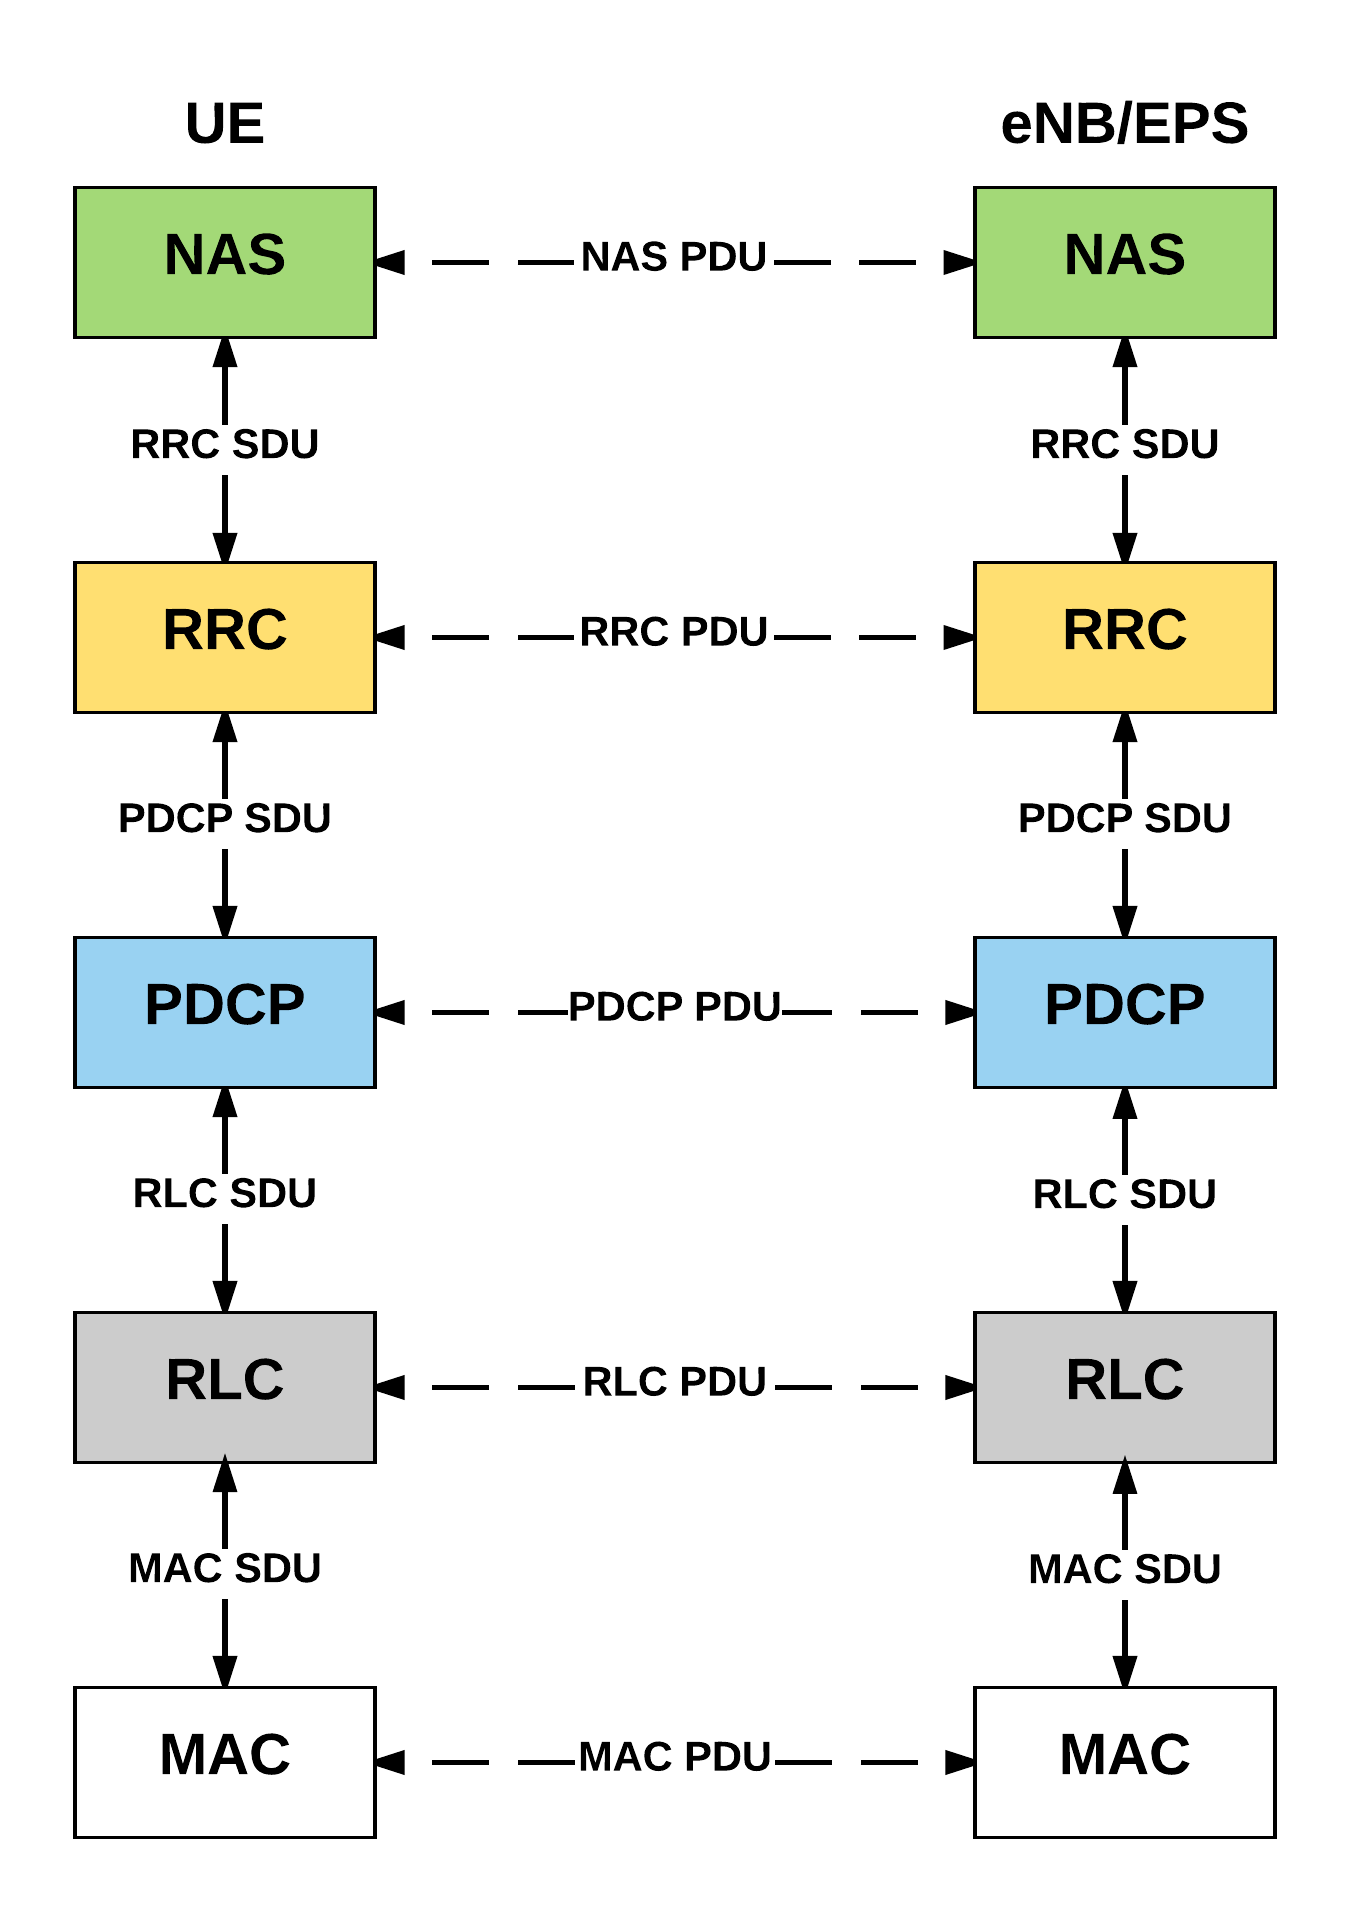 UE
eNB/EPS
NAS
NAS PDU
NAS
RRC SDU
RRC SDU
RRC
RRC PDU
RRC
PDCP SDU
PDCP SDU
PDCP
PDCP PDU
PDCP
RLC SDU
RLC SDU
RLC
RLC PDU
RLC
MAC SDU
MAC SDU
MAC
MAC PDU
MAC